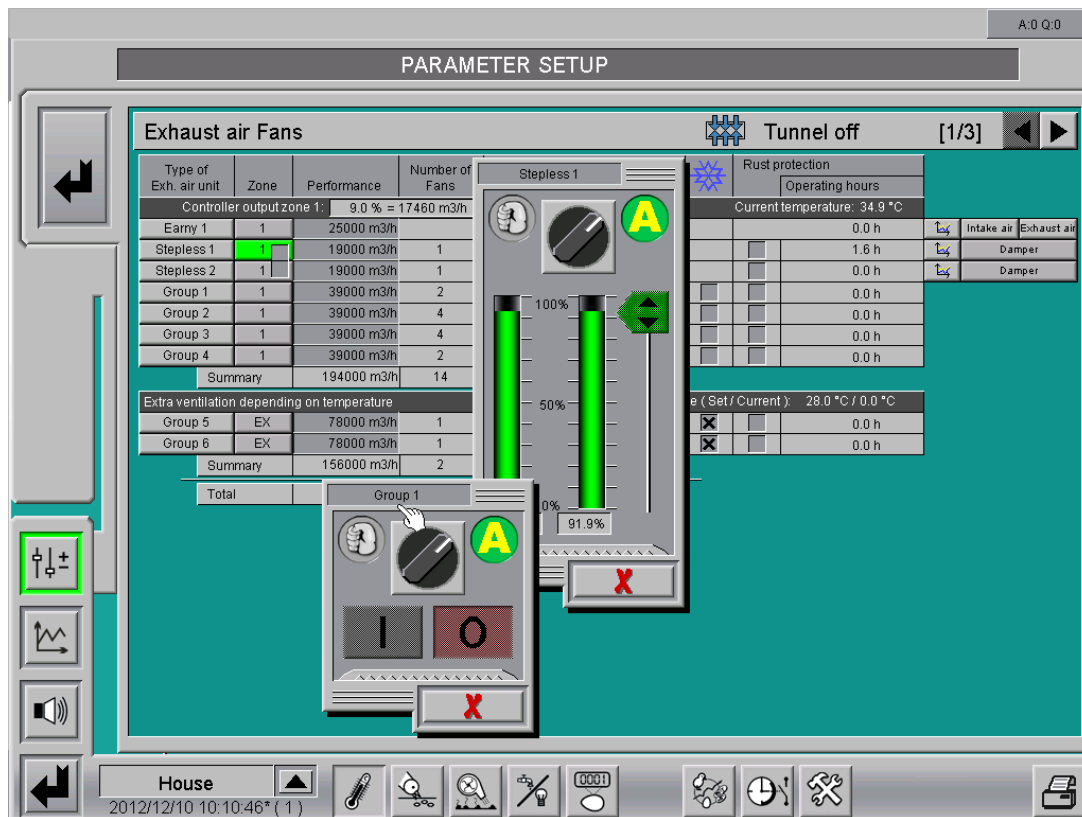 A:0 Q:0
PARAMETER SETUP
Exhaust air Fans
Tunnel off
[1/3]
Type of
Exh. air unit
Zone
Performance
Number of
Fans
Rust protection
Operating hours
Controller output zone 1: 9.0 % = 17460 m3/h
Current temperature: 34.9 °C
Earny 1 1 25000 m3/h 0.0 h Intake air Exhaust air
Stepless 1 1 19000 m3/h 1 1.6 h Damper
Stepless 2 1 19000 m3/h 1 0.0 h Damper
Group 1 1 39000 m3/h 2 0.0 h
Group 2 1 39000 m3/h 4 0.0 h
Group 3 1 39000 m3/h 4 0.0 h
Group 4 1 39000 m3/h 2 0.0 h
Summary 194000 m3/h 14
Extra ventilation depending on temperature
( Set / Current ): 28.0 °C / 0.0 °C
Group 5 EX 78000 m3/h 1 0.0 h
Group 6 EX 78000 m3/h 1 0.0 h
Summary 156000 m3/h 2
Total
Stepless 1
A
100%
50%
0%
91.9%
Group 1
A
I O
X
X
House
2012/12/10 10:10:46* ( 1 )
0001